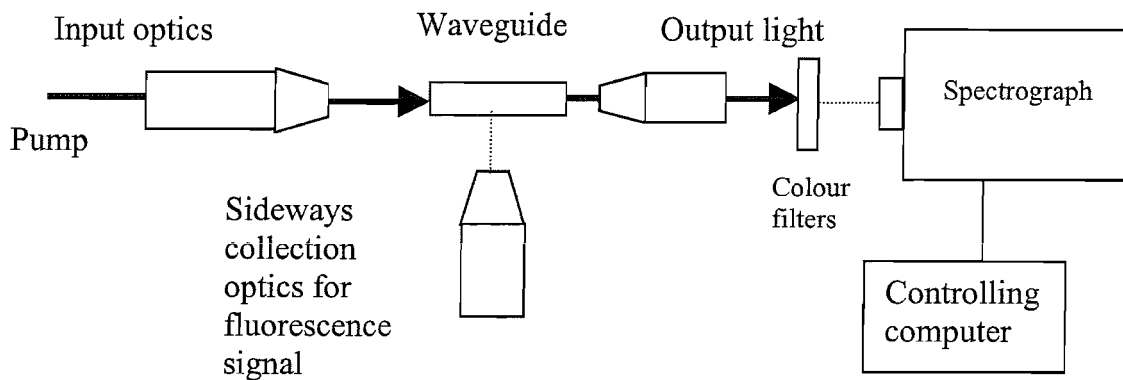 Input optics
Waveguide
Output light
Pump
Spectrograph
Colour
filters
Sideways
collection
optics for
fluorescence
signal
Controlling
computer